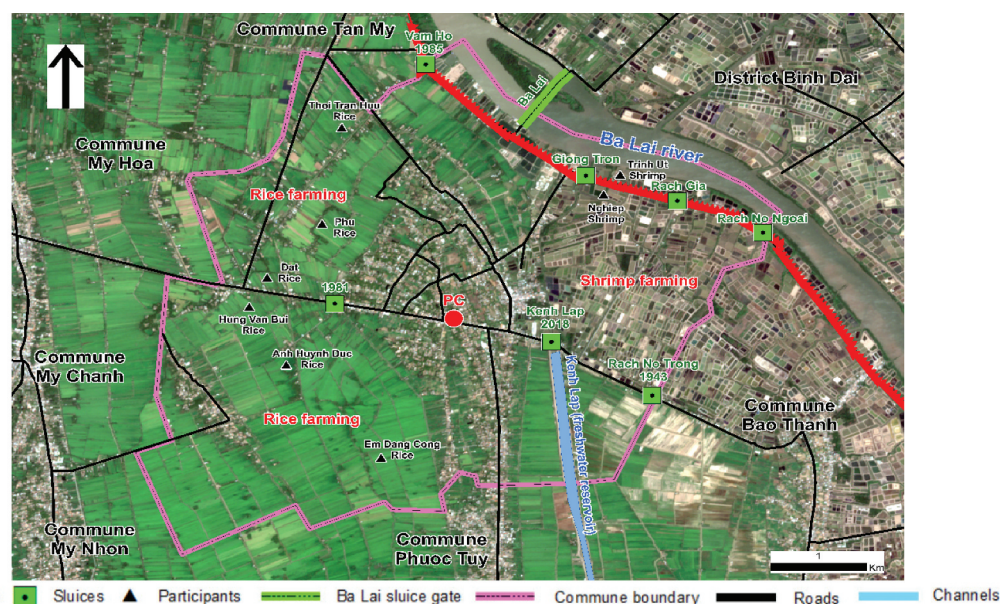 Commune Tan My
Vam Ho
1985
District Binh Dai
Ba Lai
Thoi Tran Huu
Rice
Commune
My Hoa
Ba Lai river
Giong Tron
Trinh Ut
Shrimp
Rach Gia
Rice farming
Nghiep
Shrimp
Rach No Ngoai
Phu
Rice
Dat
Rice
Shrimp farming
1981
PC
Hung Van Bui
Rice
Kenh Lap
2018
Anh Huynh Duc
Rice
Commune
My Chanh
Rach No Trong
1943
Kenh Lap (freshwater reservoir)
Commune
Bao Thanh
Rice farming
Em Dang Cong
Rice
Commune
My Nhon
Commune
Phuoc Tuy
1
Km
Sluices
Participants
Ba Lai sluice gate
Commune boundary
Roads
Channels